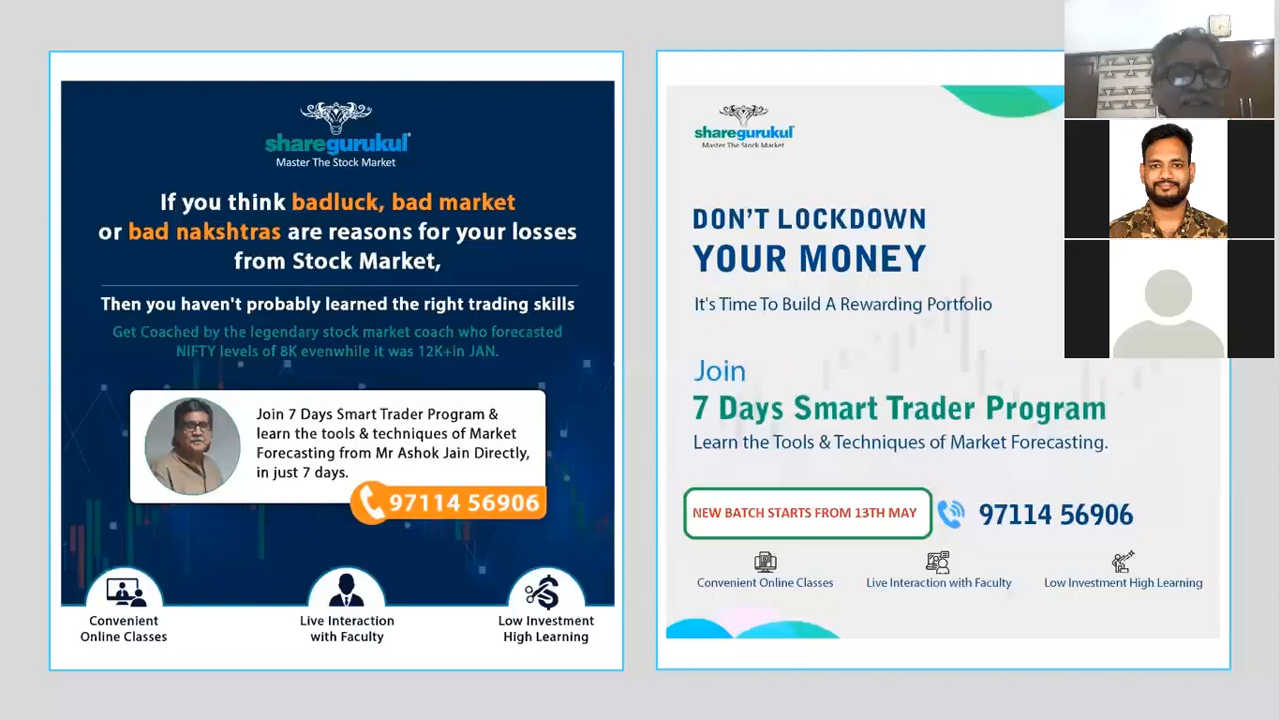 sharegurukul
Master The Stock Market
If you think badluck, bad market
or bad nakshtras are reasons for your losses
from Stock Market,
Then you haven't probably learned the right trading skills
Get Coached by the legendary stock market coach who forecasted
NIFTY levels of 8K evenwhile it was 12K+in JAN.
Join 7 Days Smart Trader Program &
learn the tools & techniques of Market
Forecasting from Mr Ashok Jain Directly,
in just 7 days.
97114 56906
Convenient
Online Classes
Live Interaction
with Faculty
Low Investment
High Learning
sharegurukul
Master The Stock Market
DON'T LOCKDOWN
YOUR MONEY
It's Time To Build A Rewarding Portfolio
Join
7 Days Smart Trader Program
Learn the Tools & Techniques of Market Forecasting.
NEW BATCH STARTS FROM 13TH MAY
97114 56906
Convenient Online Classes
Live Interaction with Faculty
Low Investment High Learning